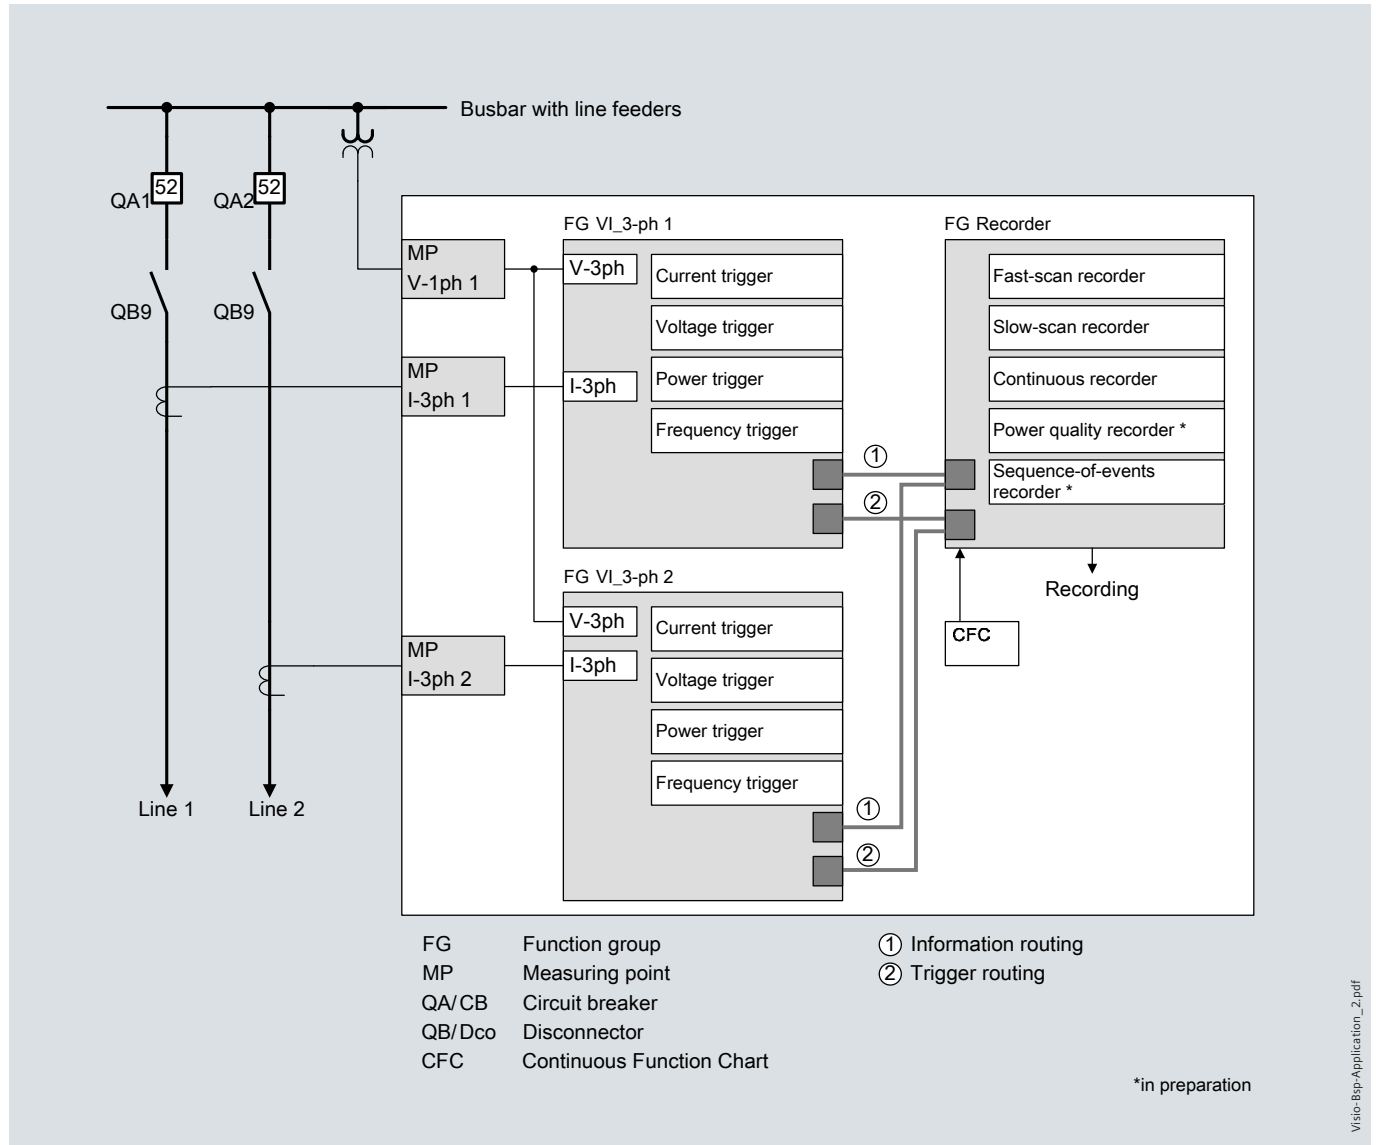 Busbar with line feeders
52
52
QA1
QA2
QB9
QB9
FG VI_3-ph 1
FG Recorder
MP
V-1ph 1
V-3ph
Current trigger
Voltage trigger
MP
I-3ph 1
I-3ph
Power trigger
Frequency trigger
1
2
Fast-scan recorder
Slow-scan recorder
Continuous recorder
Power quality recorder *
Sequence-of-events
recorder *
Recording
CFC
FG VI_3-ph 2
V-3ph
Current trigger
MP
I-3ph 2
I-3ph
Voltage trigger
Power trigger
Frequency trigger
1
2
Line 1
Line 2
FG Function group
MP Measuring point
QA/CB Circuit breaker
QB/Dco Disconnector
CFC Continuous Function Chart
1 Information routing
2 Trigger routing
*in preparation
Visio-Bsp-Application_2.pdf